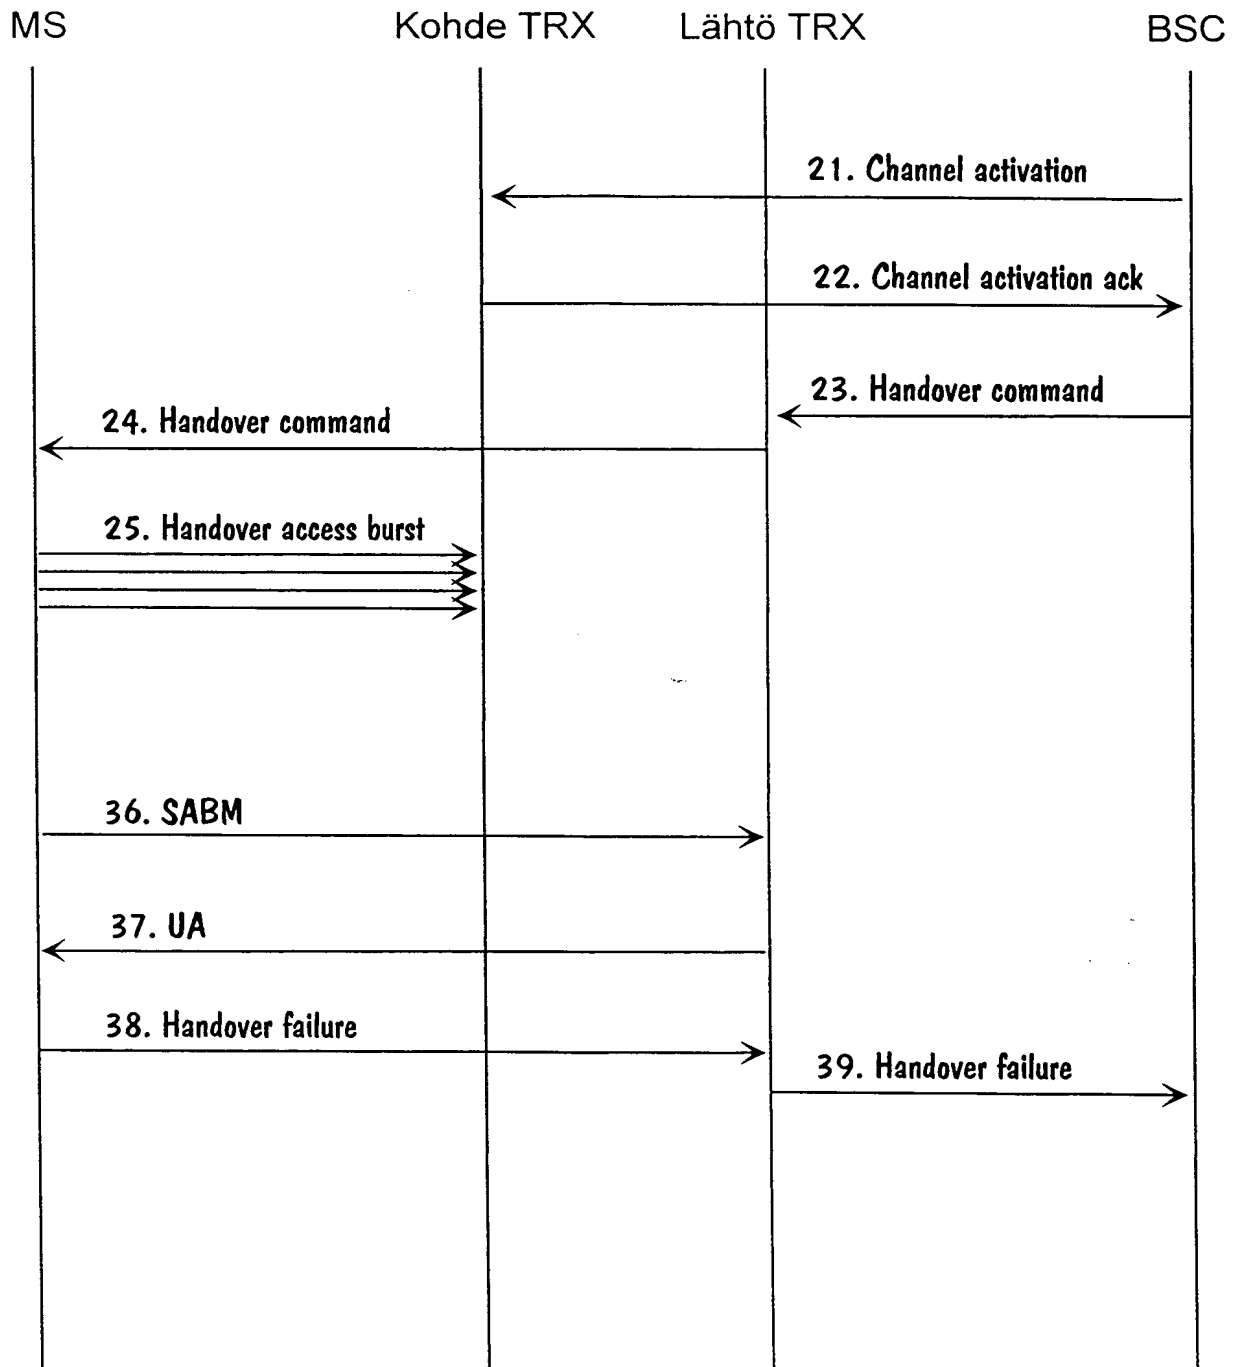 MS Kohde TRX Lähtö TRX BSC
21. Channel activation
22. Channel activation ack
23. Handover command
24. Handover command
25. Handover access burst
36. SABM
37. UA
38. Handover failure
39. Handover failure